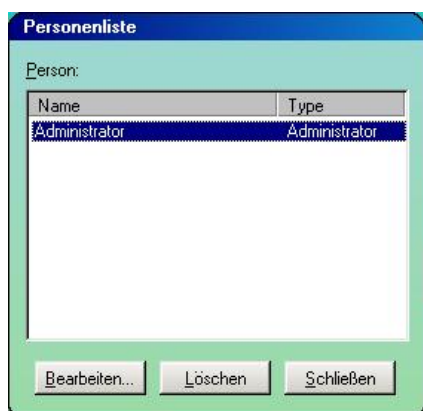 Personenliste
Person:
Name Type
Administrator Administrator
Bearbeiten... Löschen Schließen